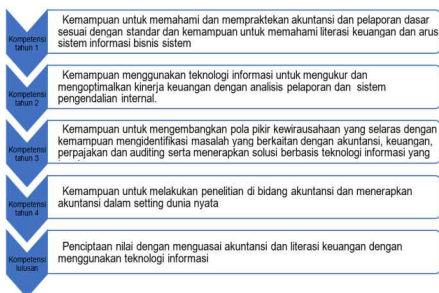 Kompetensi
tahun 1
Kemampuan untuk memahami dan mempraktekan akuntansi dan pelaporan dasar
sesuai dengan standar dan kemampuan untuk memahami literasi keuangan dan arus
sistem informasi bisnis sistem
Kompetensi
tahun 2
Kemampuan menggunakan teknologi informasi untuk mengukur dan
mengoptimalkan kinerja keuangan dengan analisis pelaporan dan sistem
pengendalian internal.
Kompetensi
tahun 3
Kemampuan untuk mengembangkan pola pikir kewirausahaan yang selaras dengan
kemampuan mengidentifikasi masalah yang berkaitan dengan akuntansi, keuangan,
perpajakan dan auditing serta menerapkan solusi berbasis teknologi informasi yang
Kompetensi
tahun 4
Kemampuan untuk melakukan penelitian di bidang akuntansi dan menerapkan
akuntansi dalam setting dunia nyata
Kompetensi
lulusan
Penciptaan nilai dengan menguasai akuntansi dan literasi keuangan dengan
menggunakan teknologi informasi